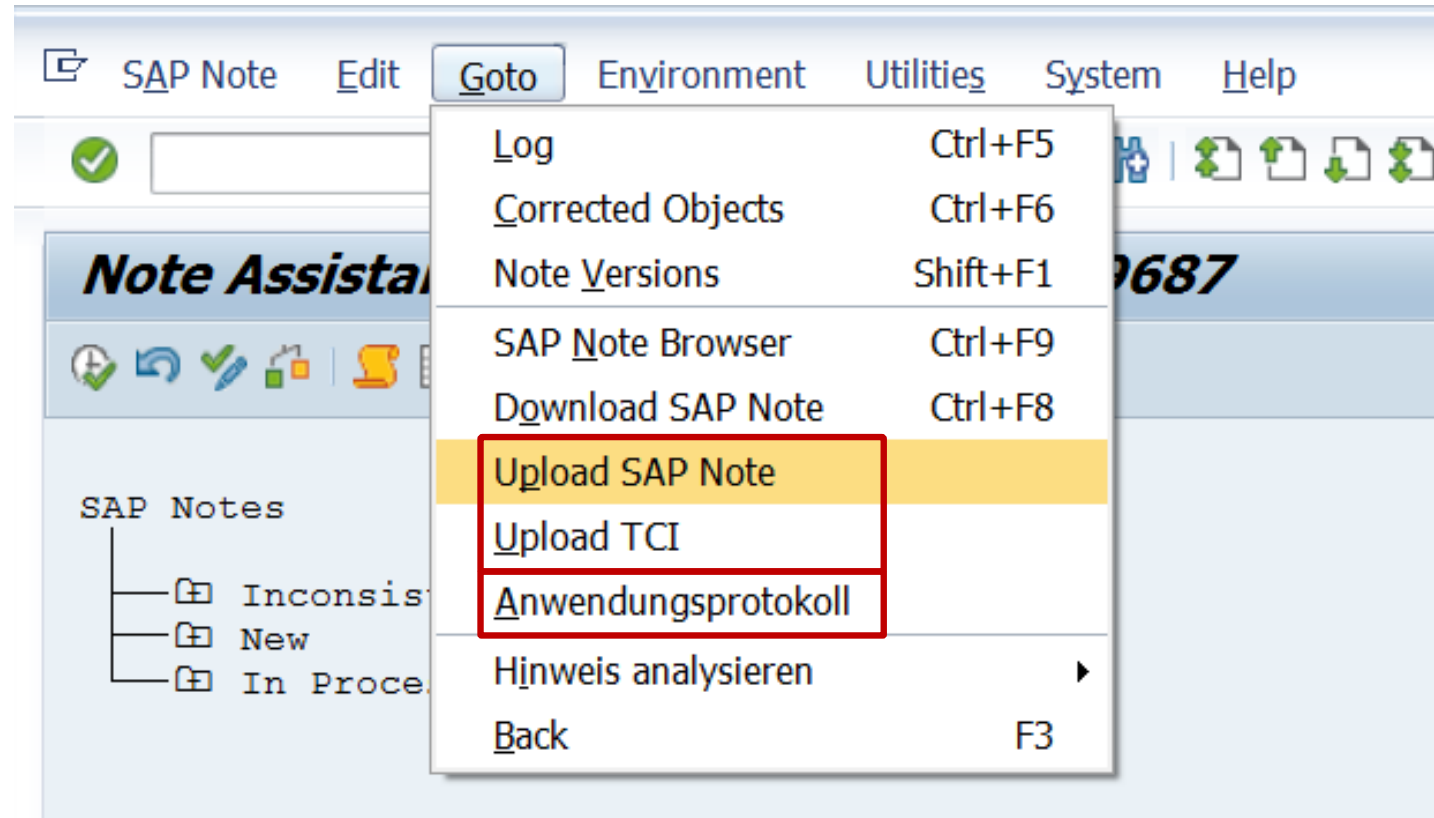 SAP Note Edit Goto Environment Utilities System Help
Log Ctrl+F5
Corrected Objects Ctrl+F6
Note Versions Shift+F1
Note Assista 9687
SAP Note Browser Ctrl+F9
Download SAP Note Ctrl+F8
Upload SAP Note
SAP Notes
Upload TCI
Inconsis
Anwendungsprotokoll
New
Hinweis analysieren
In Proce
Back F3